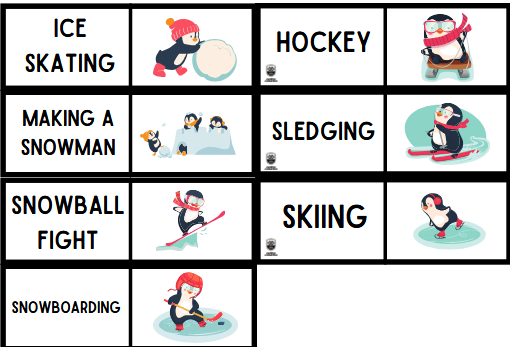 ICE
SKATING
HOCKEY
MAKING A
SNOWMAN
SLEDGING
SNOWBALL
FIGHT
SKIING
SNOWBOARDING